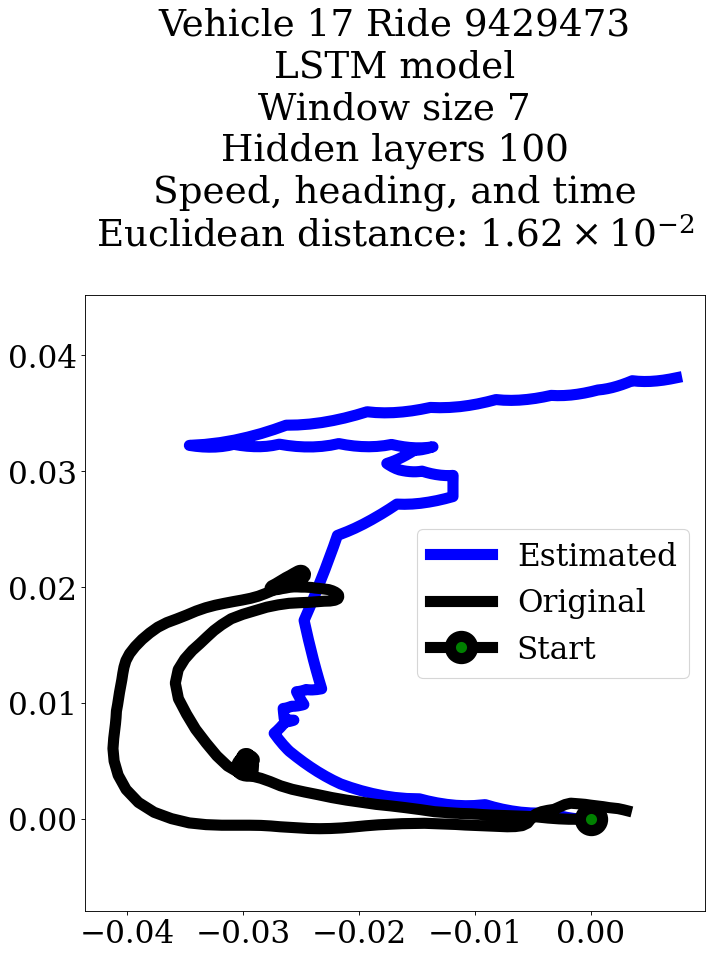 Vehicle 17 Ride 9429473
LSTM model
Window size 7
Hidden layers 100
Speed, heading, and time
Euclidean distance: 1.62 × 10⁻²
0.04
0.03
0.02
0.01
0.00
Estimated
Original
Start
−0.04 −0.03 −0.02 −0.01 0.00